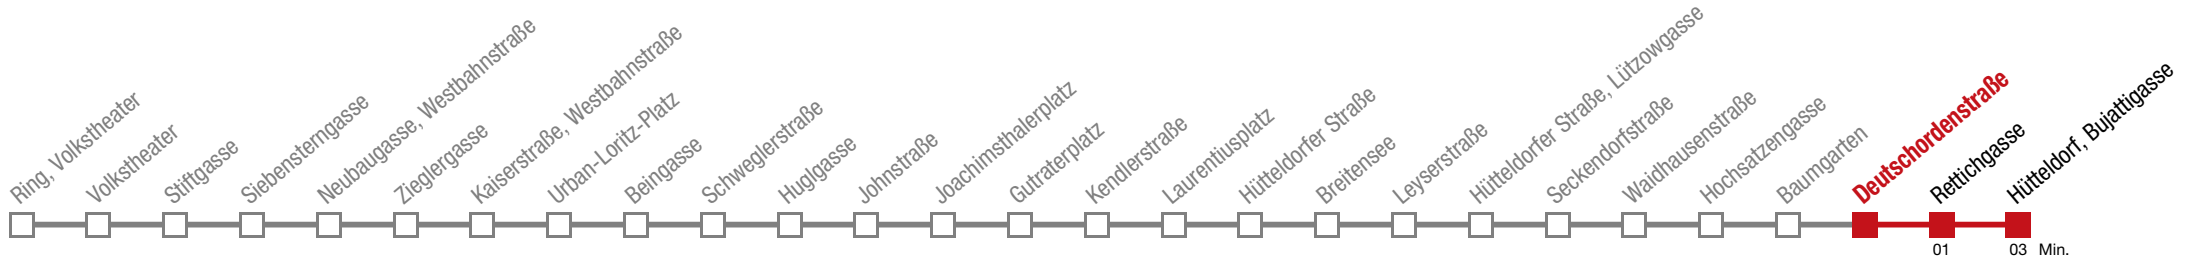 Ring, Volkstheater
Volkstheater
Stiftgasse
Siebensterngasse
Neubaugasse, Westbahnstraße
Zieglergasse
Kaiserstraße, Westbahnstraße
Urban-Loritz-Platz
Beingasse
Schweglerstraße
Huglgasse
Johnstraße
Joachimsthalerplatz
Gutraterplatz
Kendlerstraße
Laurentiusplatz
Hütteldorfer Straße
Breitensee
Leyserstraße
Hütteldorfer Straße, Lützowgasse
Seckendorfstraße
Waidhausenstraße
Hochsatzengasse
Baumgarten
Deutschordenstraße
Rettichgasse
Hütteldorf, Bujattigasse
01 03 Min.